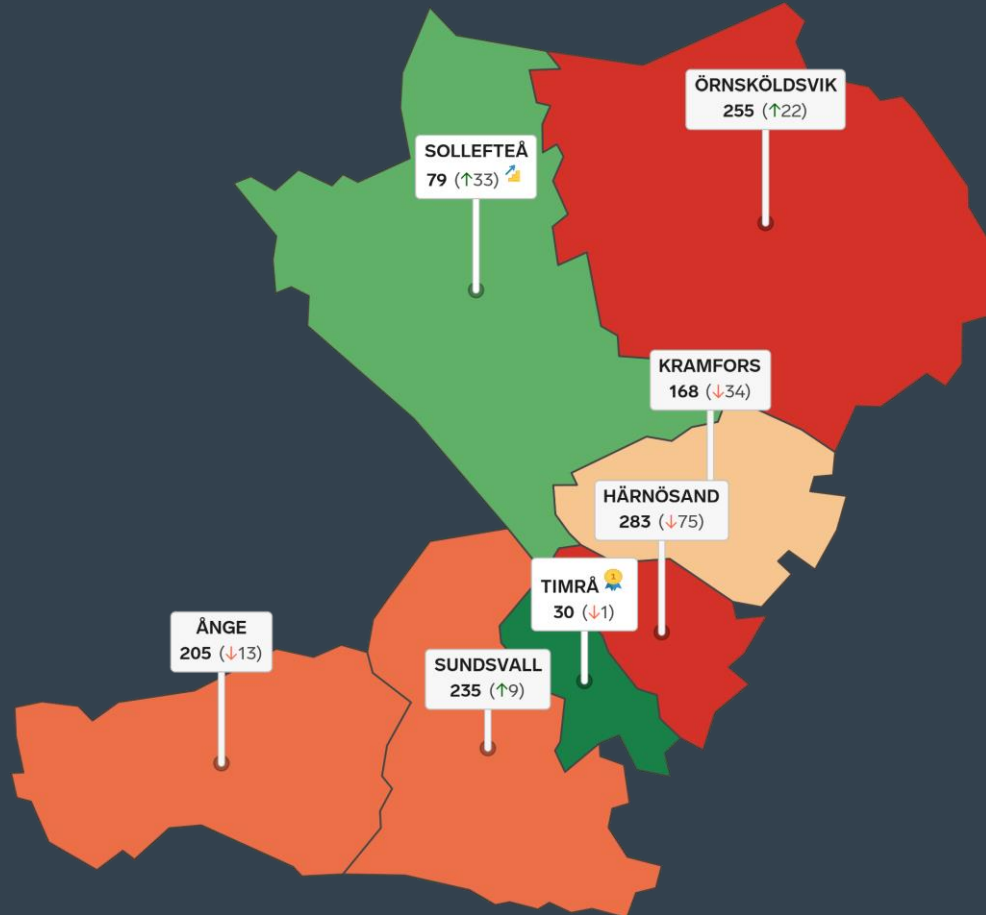 ÖRNSKÖLDSVIK
255 (↑22)
SOLLEFTEÅ
79 (↑33)
KRAMFORS
168 (↓34)
HÄRNÖSAND
283 (↓75)
TIMRÅ
30 (↓1)
ÅNGE
205 (↓13)
SUNDSVALL
235 (↑9)